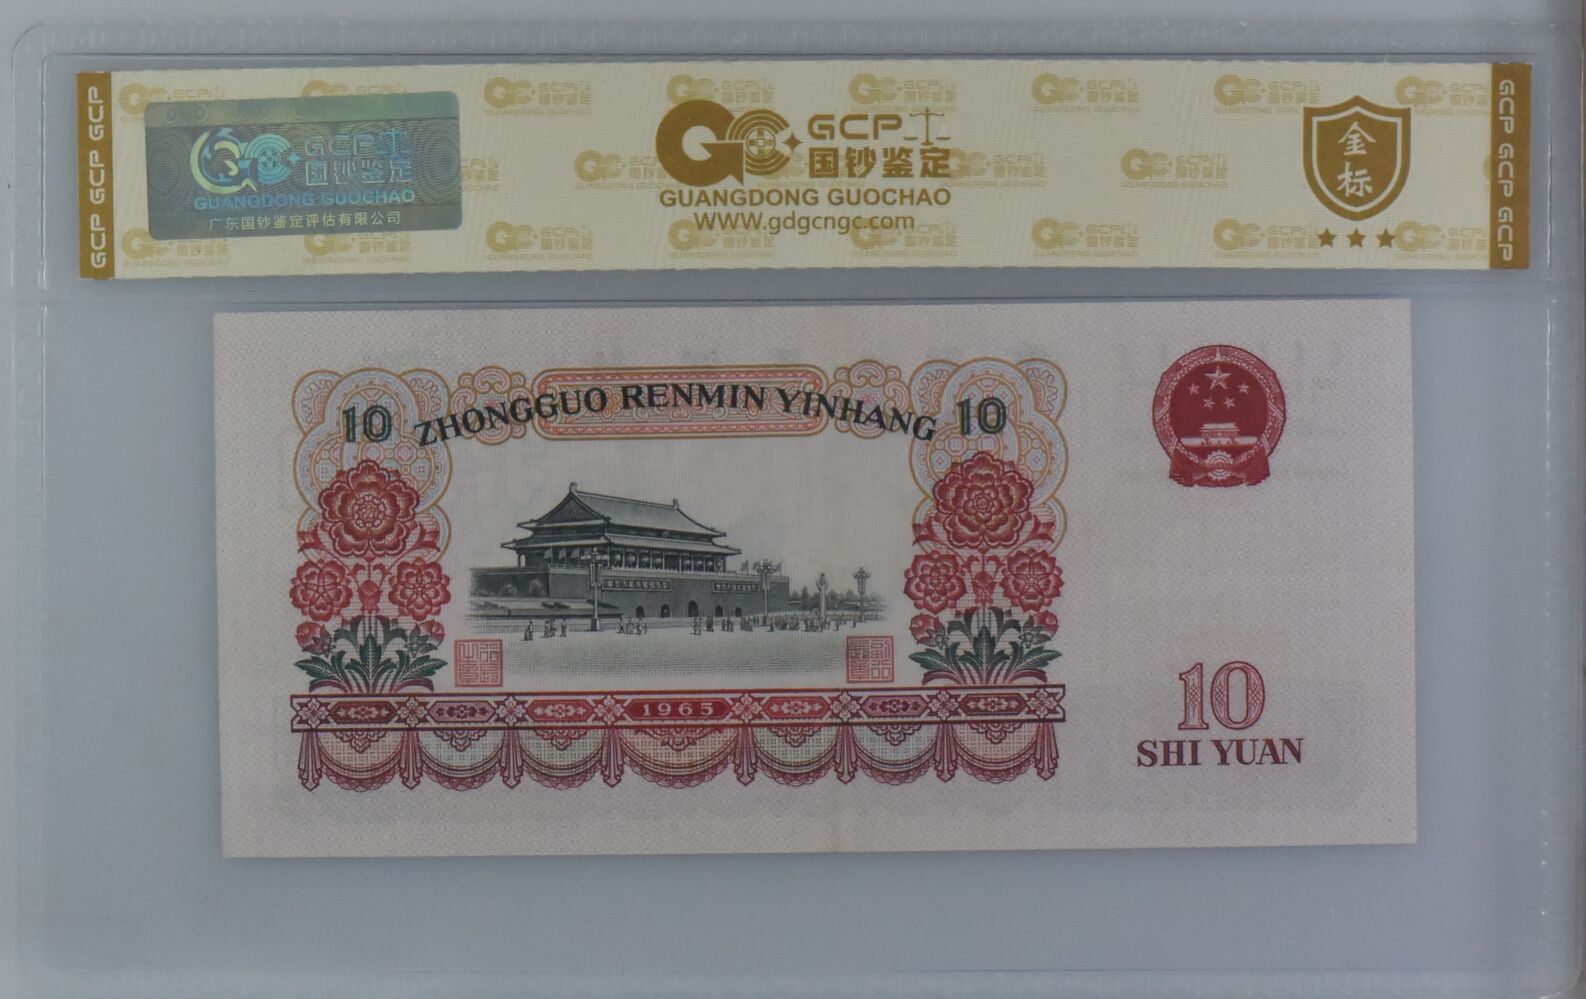 GCP GCP GCP
GCP
国钞鉴定
GUANGDONG GUOCHAO
广东国钞鉴定评估有限公司
GCP
国钞鉴定
GUANGDONG GUOCHAO
WWW.gdgcngc.com
金标
GCP GCP GCP
10 ZHONGGUO RENMIN YINHANG 10
1965
10
SHI YUAN